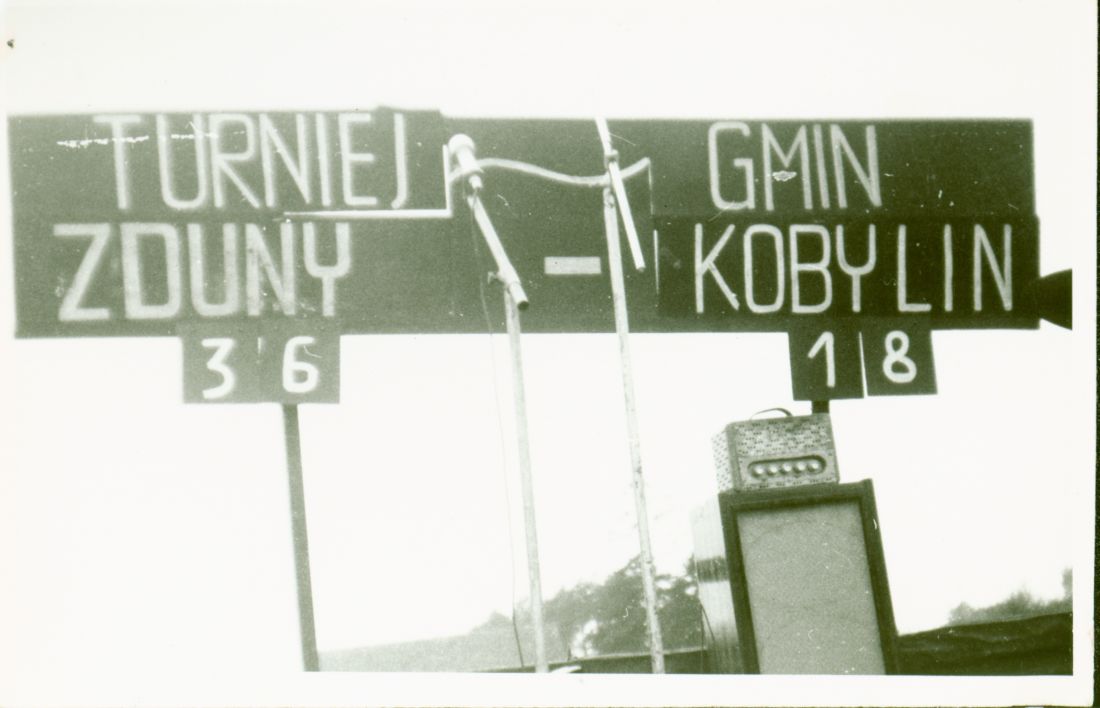 TURNIEJ GMIN
ZDUNY - KOBYLIN
36 18